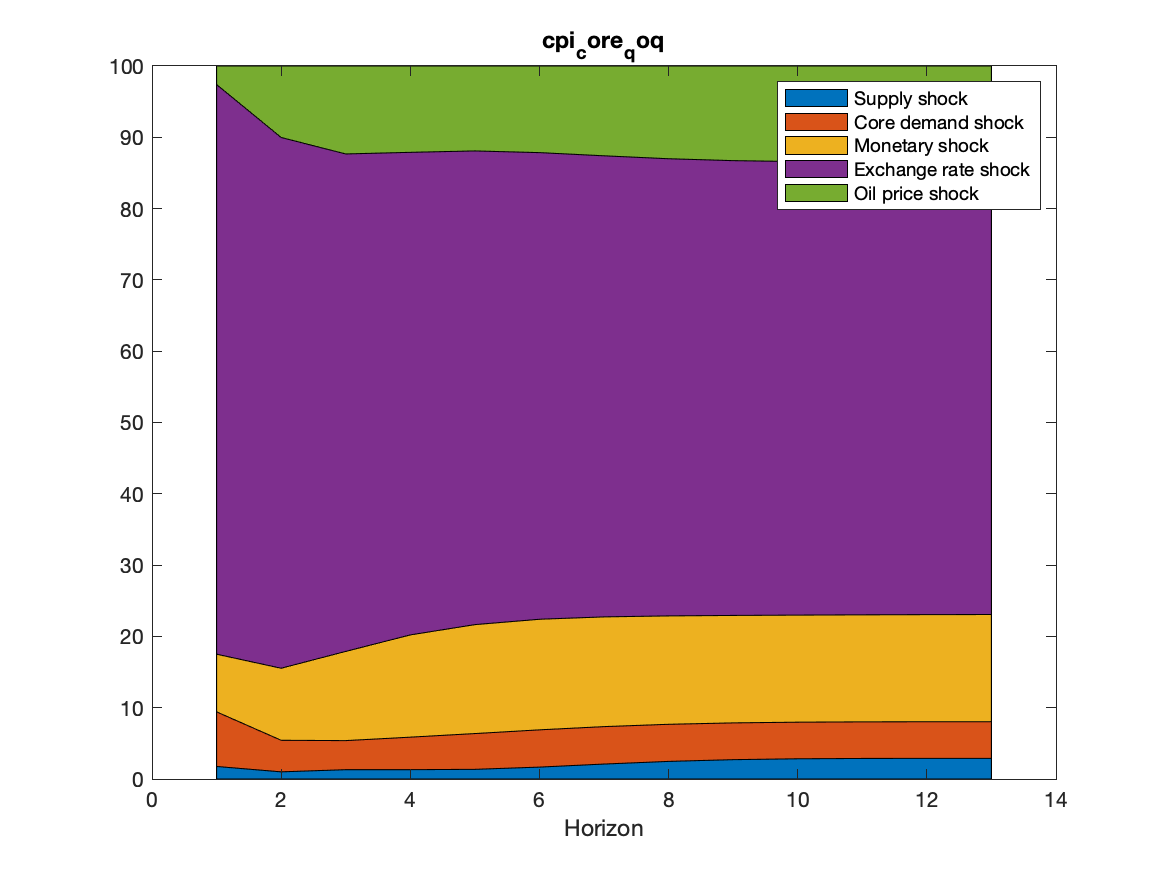 cpi_core_qoq
100
90
80
70
60
50
40
30
20
10
0
Supply shock
Core demand shock
Monetary shock
Exchange rate shock
Oil price shock
0 2 4 6 8 10 12 14
Horizon